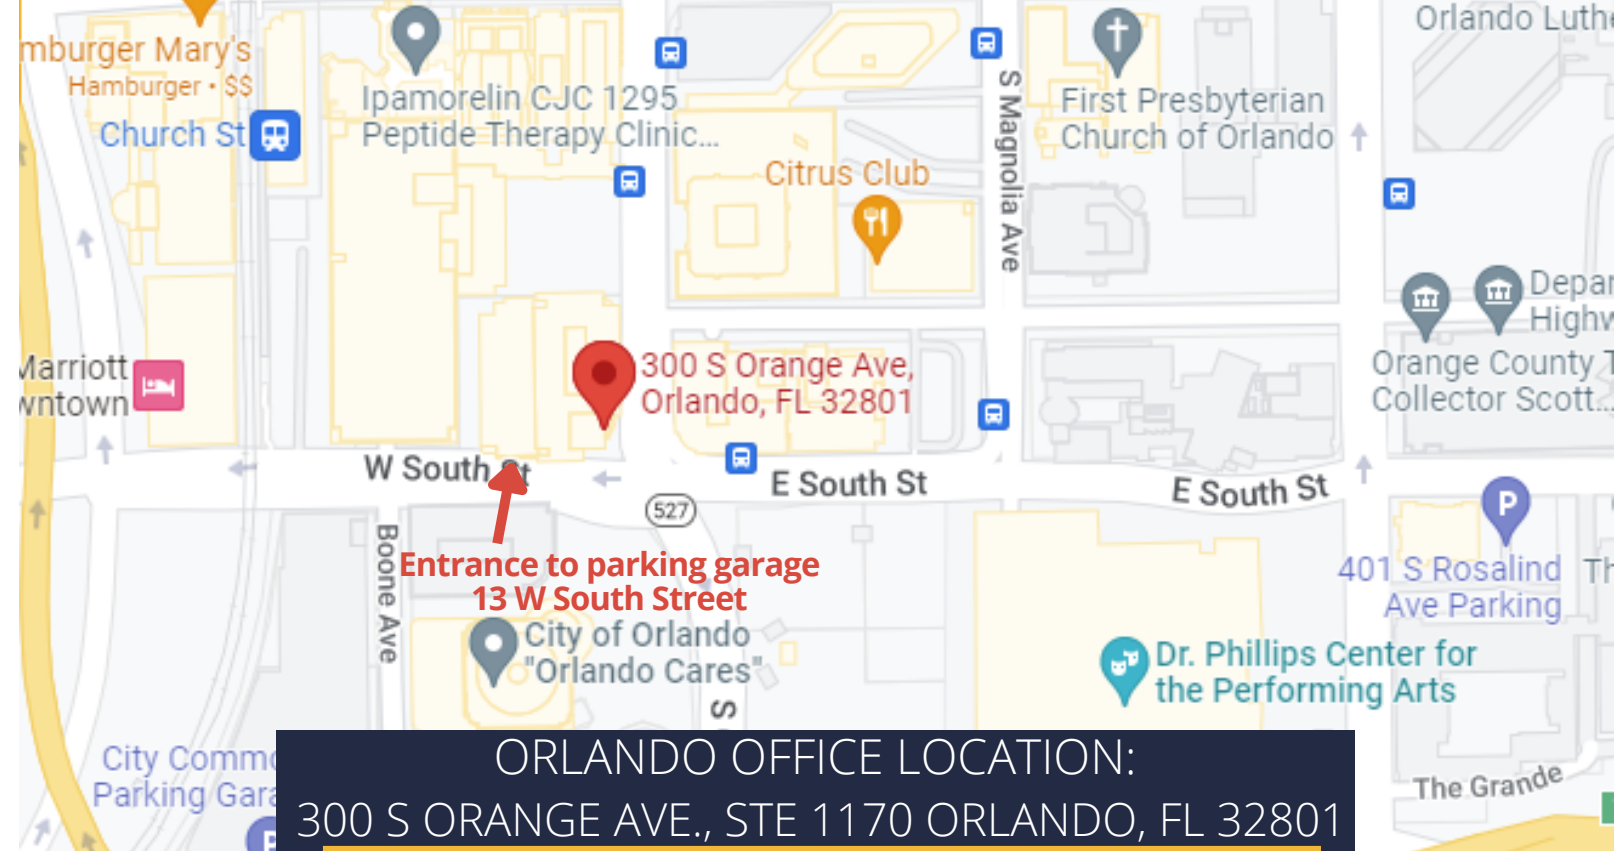 Orlando Luth
mburger Mary's
Hamburger • $$
Church St
Ipamorelin CJC 1295
Peptide Therapy Clinic...
S Magnolia Ave
First Presbyterian
Church of Orlando
Citrus Club
Depar
Highw
Marriott
wntown
300 S Orange Ave,
Orlando, FL 32801
Orange County T
Collector Scott...
W South St
E South St
E South St
527
P
Boone Ave
Entrance to parking garage
13 W South Street
401 S Rosalind
Ave Parking
Th
City of Orlando
"Orlando Cares"
Dr. Phillips Center for
the Performing Arts
S
City Commo
Parking Gara
P
The Grande
ORLANDO OFFICE LOCATION:
300 S ORANGE AVE., STE 1170 ORLANDO, FL 32801